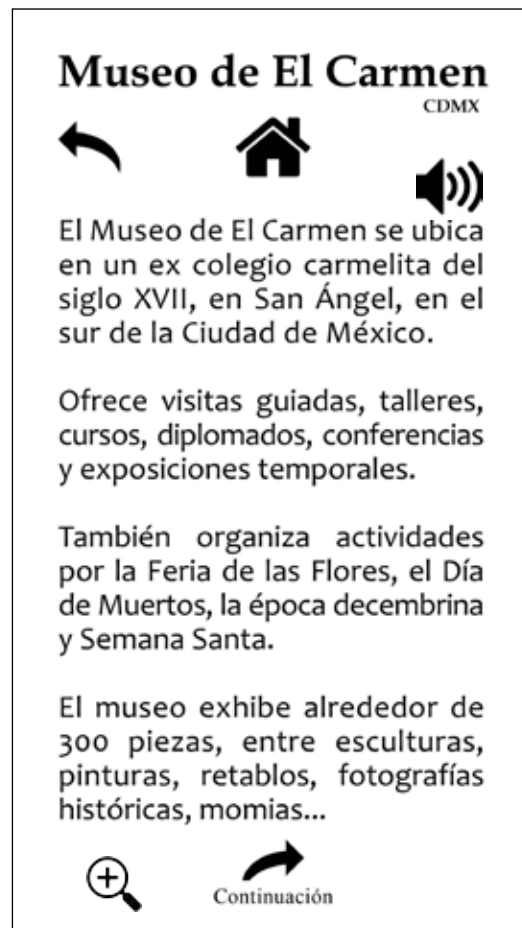 Museo de El Carmen
CDMX
El Museo de El Carmen se ubica
en un ex colegio carmelita del
siglo XVII, en San Ángel, en el
sur de la Ciudad de México.
Ofrece visitas guiadas, talleres,
cursos, diplomados, conferencias
y exposiciones temporales.
También organiza actividades
por la Feria de las Flores, el Día
de Muertos, la época decembrina
y Semana Santa.
El museo exhibe alrededor de
300 piezas, entre esculturas,
pinturas, retablos, fotografías
históricas, momias...
Continuación